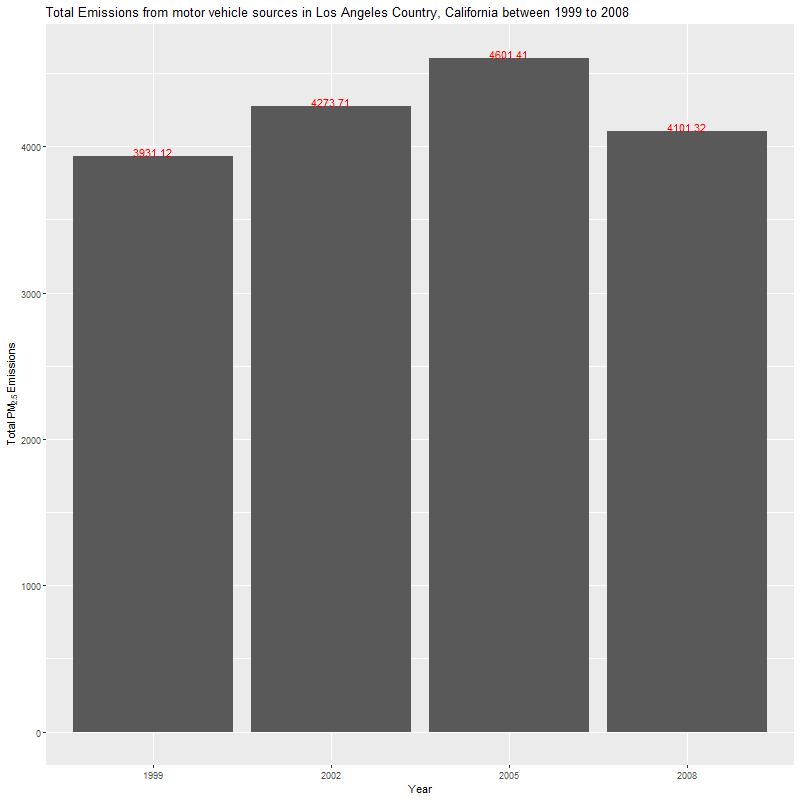 Total Emissions from motor vehicle sources in Los Angeles Country, California between 1999 to 2008
4601.41
4273.71
4101.32
3931.12
4000
3000
2000
1000
0
Total PM2.5 Emissions
1999 2002 2005 2008
Year